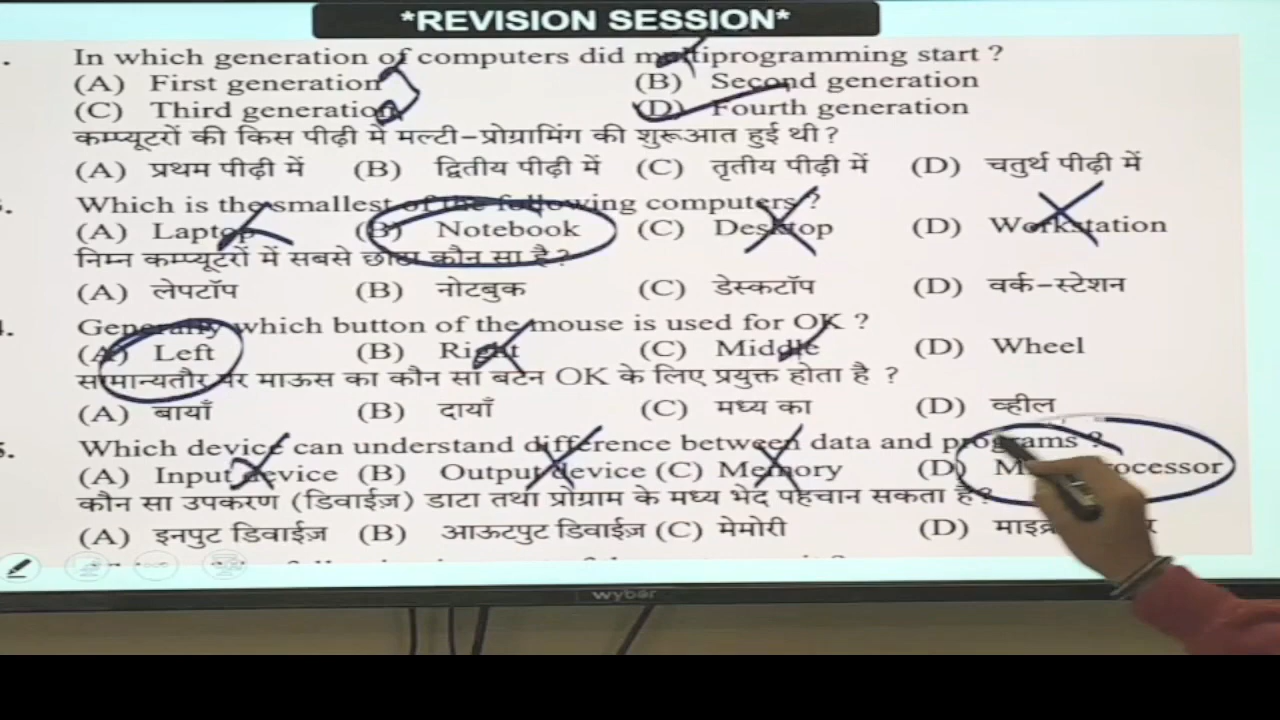 *REVISION SESSION*
In which generation of computers did multiprogramming start ?
(A) First generation (B) Second generation
(C) Third generation (D) Fourth generation
कम्प्यूटरों की किस पीढ़ी में मल्टी-प्रोग्रामिंग की शुरूआत हुई थी ?
(A) प्रथम पीढ़ी में (B) द्वितीय पीढ़ी में (C) तृतीय पीढ़ी में (D) चतुर्थ पीढ़ी में
Which is the smallest of the following computers ?
(A) Laptop (B) Notebook (C) Desktop (D) Workstation
निम्न कम्प्यूटरों में सबसे छोटा कौन सा है ?
(A) लेपटॉप (B) नोटबुक (C) डेस्कटॉप (D) वर्क-स्टेशन
Generally which button of the mouse is used for OK ?
(A) Left (B) Right (C) Middle (D) Wheel
सामान्यतौर पर माऊस का कौन सा बटन OK के लिए प्रयुक्त होता है ?
(A) बायाँ (B) दायाँ (C) मध्य का (D) व्हील
5. Which device can understand difference between data and programs ?
(A) Input device (B) Output device (C) Memory (D)
कौन सा उपकरण (डिवाईज़) डाटा तथा प्रोग्राम के मध्य भेद पहचान सकता है ?
(A) इनपुट डिवाईज़ (B) आऊटपुट डिवाईज़ (C) मेमोरी (D)
wybor